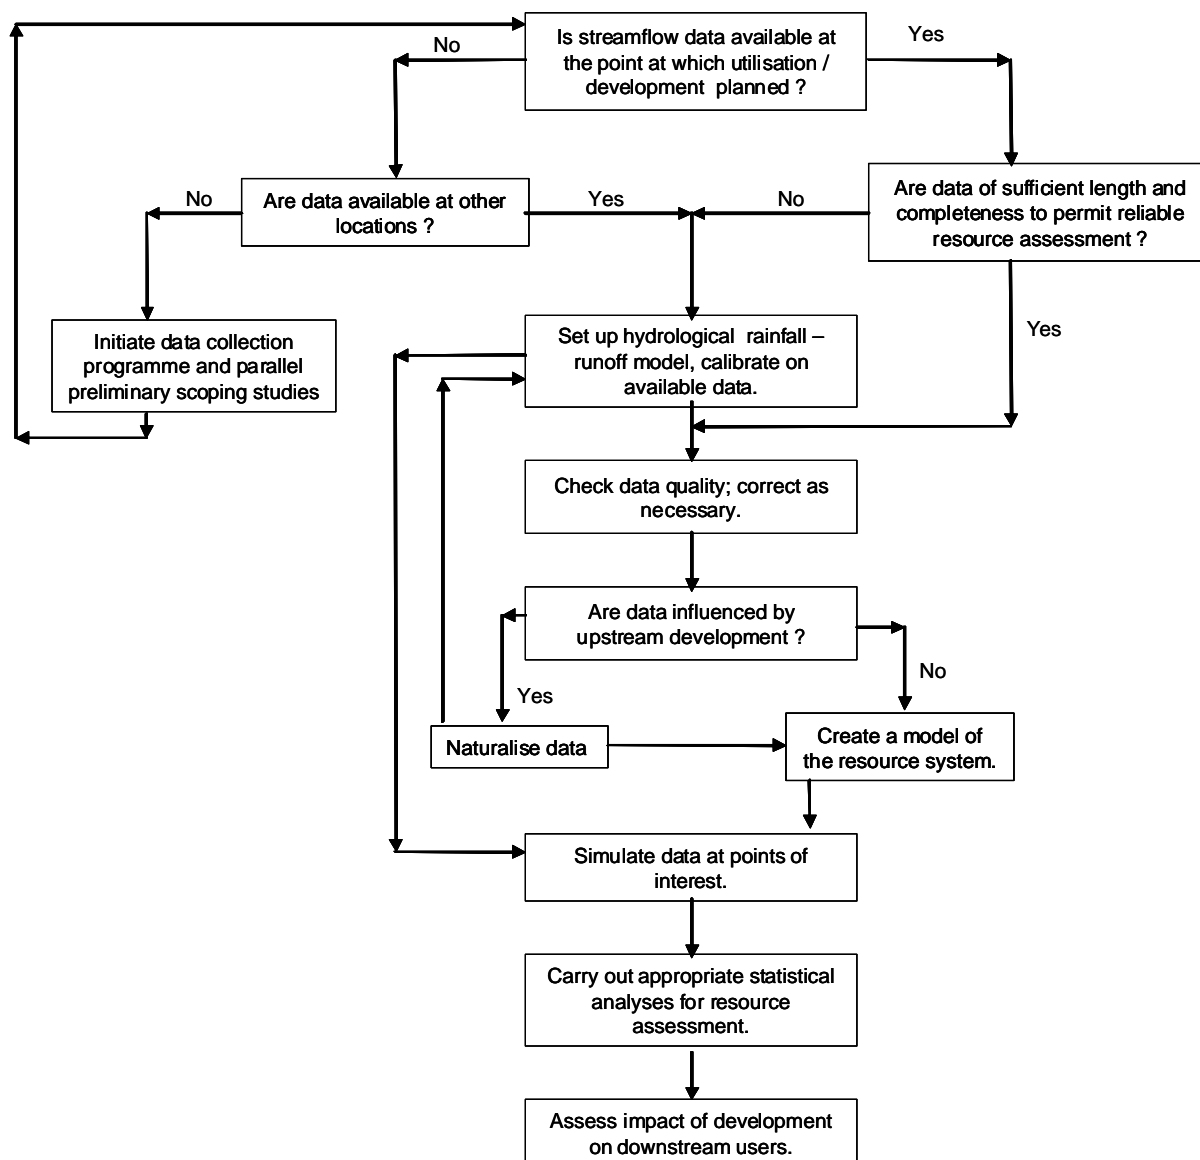 Is streamflow data available at
the point at which utilisation /
development planned ?
No
Yes
Are data available at other
locations ?
No
Yes
No
Are data of sufficient length and
completeness to permit reliable
resource assessment ?
Yes
Initiate data collection
programme and parallel
preliminary scoping studies
Set up hydrological rainfall –
runoff model, calibrate on
available data.
Check data quality; correct as
necessary.
Are data influenced by
upstream development ?
Yes
No
Naturalise data
Create a model of
the resource system.
Simulate data at points of
interest.
Carry out appropriate statistical
analyses for resource
assessment.
Assess impact of development
on downstream users.